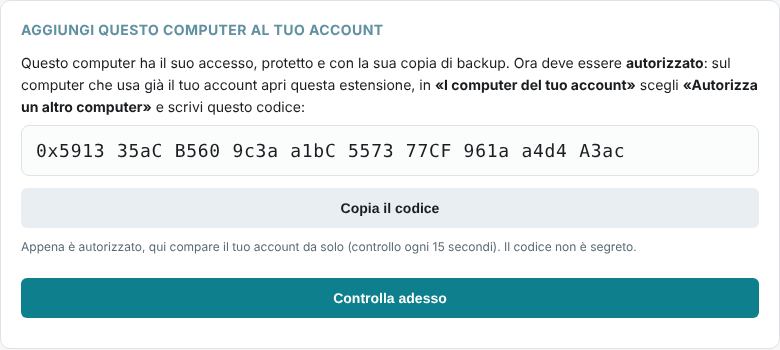 AGGIUNGI QUESTO COMPUTER AL TUO ACCOUNT
Questo computer ha il suo accesso, protetto e con la sua copia di backup. Ora deve essere autorizzato: sul
computer che usa già il tuo account apri questa estensione, in «I computer del tuo account» scegli «Autorizza
un altro computer» e scrivi questo codice:
0x5913 35aC B560 9c3a a1bC 5573 77CF 961a a4d4 A3ac
Copia il codice
Appena è autorizzato, qui compare il tuo account da solo (controllo ogni 15 secondi). Il codice non è segreto.
Controlla adesso